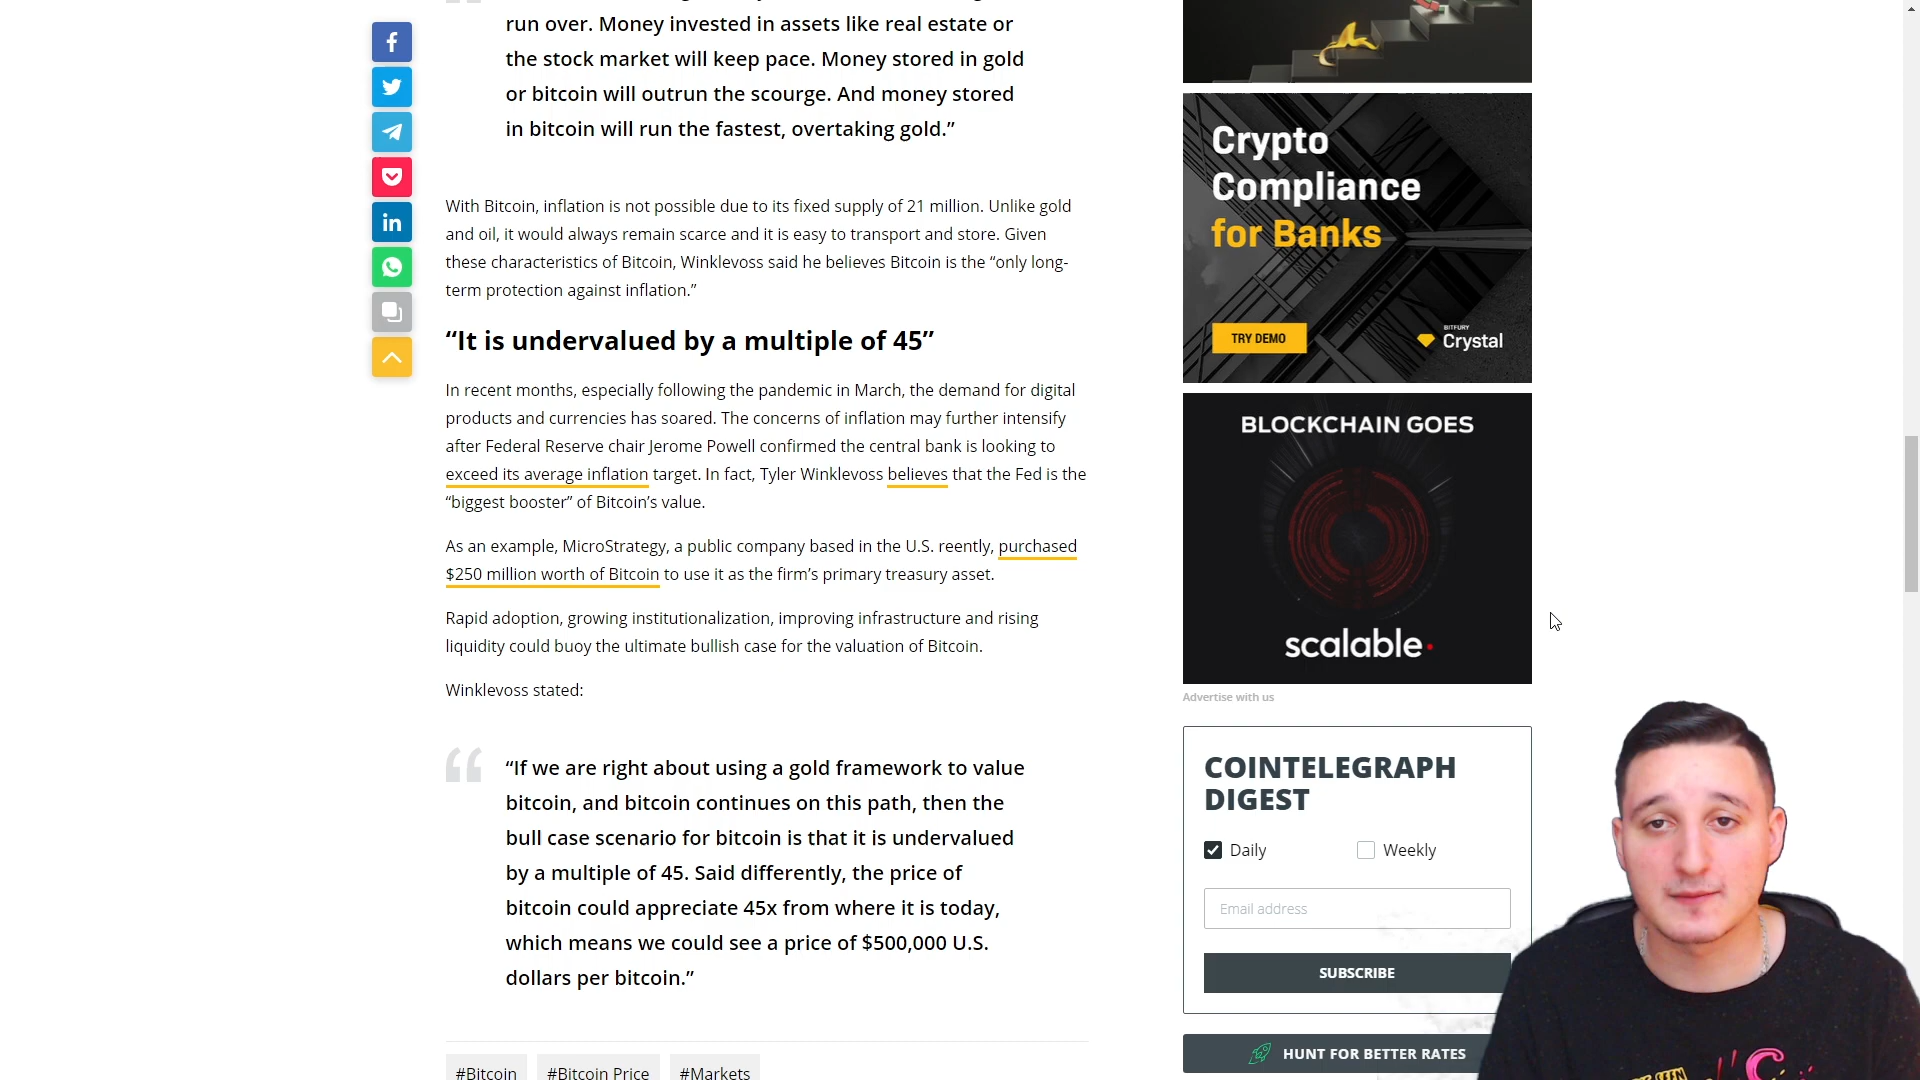 run over. Money invested in assets like real estate or
the stock market will keep pace. Money stored in gold
or bitcoin will outrun the scourge. And money stored
in bitcoin will run the fastest, overtaking gold.”
With Bitcoin, inflation is not possible due to its fixed supply of 21 million. Unlike gold
and oil, it would always remain scarce and it is easy to transport and store. Given
these characteristics of Bitcoin, Winklevoss said he believes Bitcoin is the “only long-
term protection against inflation.”
“It is undervalued by a multiple of 45”
In recent months, especially following the pandemic in March, the demand for digital
products and currencies has soared. The concerns of inflation may further intensify
after Federal Reserve chair Jerome Powell confirmed the central bank is looking to
exceed its average inflation target. In fact, Tyler Winklevoss believes that the Fed is the
“biggest booster” of Bitcoin’s value.
As an example, MicroStrategy, a public company based in the U.S. reently, purchased
$250 million worth of Bitcoin to use it as the firm’s primary treasury asset.
Rapid adoption, growing institutionalization, improving infrastructure and rising
liquidity could buoy the ultimate bullish case for the valuation of Bitcoin.
Winklevoss stated:
“If we are right about using a gold framework to value
bitcoin, and bitcoin continues on this path, then the
bull case scenario for bitcoin is that it is undervalued
by a multiple of 45. Said differently, the price of
bitcoin could appreciate 45x from where it is today,
which means we could see a price of $500,000 U.S.
dollars per bitcoin.”
#Bitcoin #Bitcoin Price #Markets
Crypto
Compliance
for Banks
TRY DEMO
BITFURY
Crystal
BLOCKCHAIN GOES
scalable
Advertise with us
COINTELEGRAPH
DIGEST
Daily Weekly
Email address
SUBSCRIBE
HUNT FOR BETTER RATES